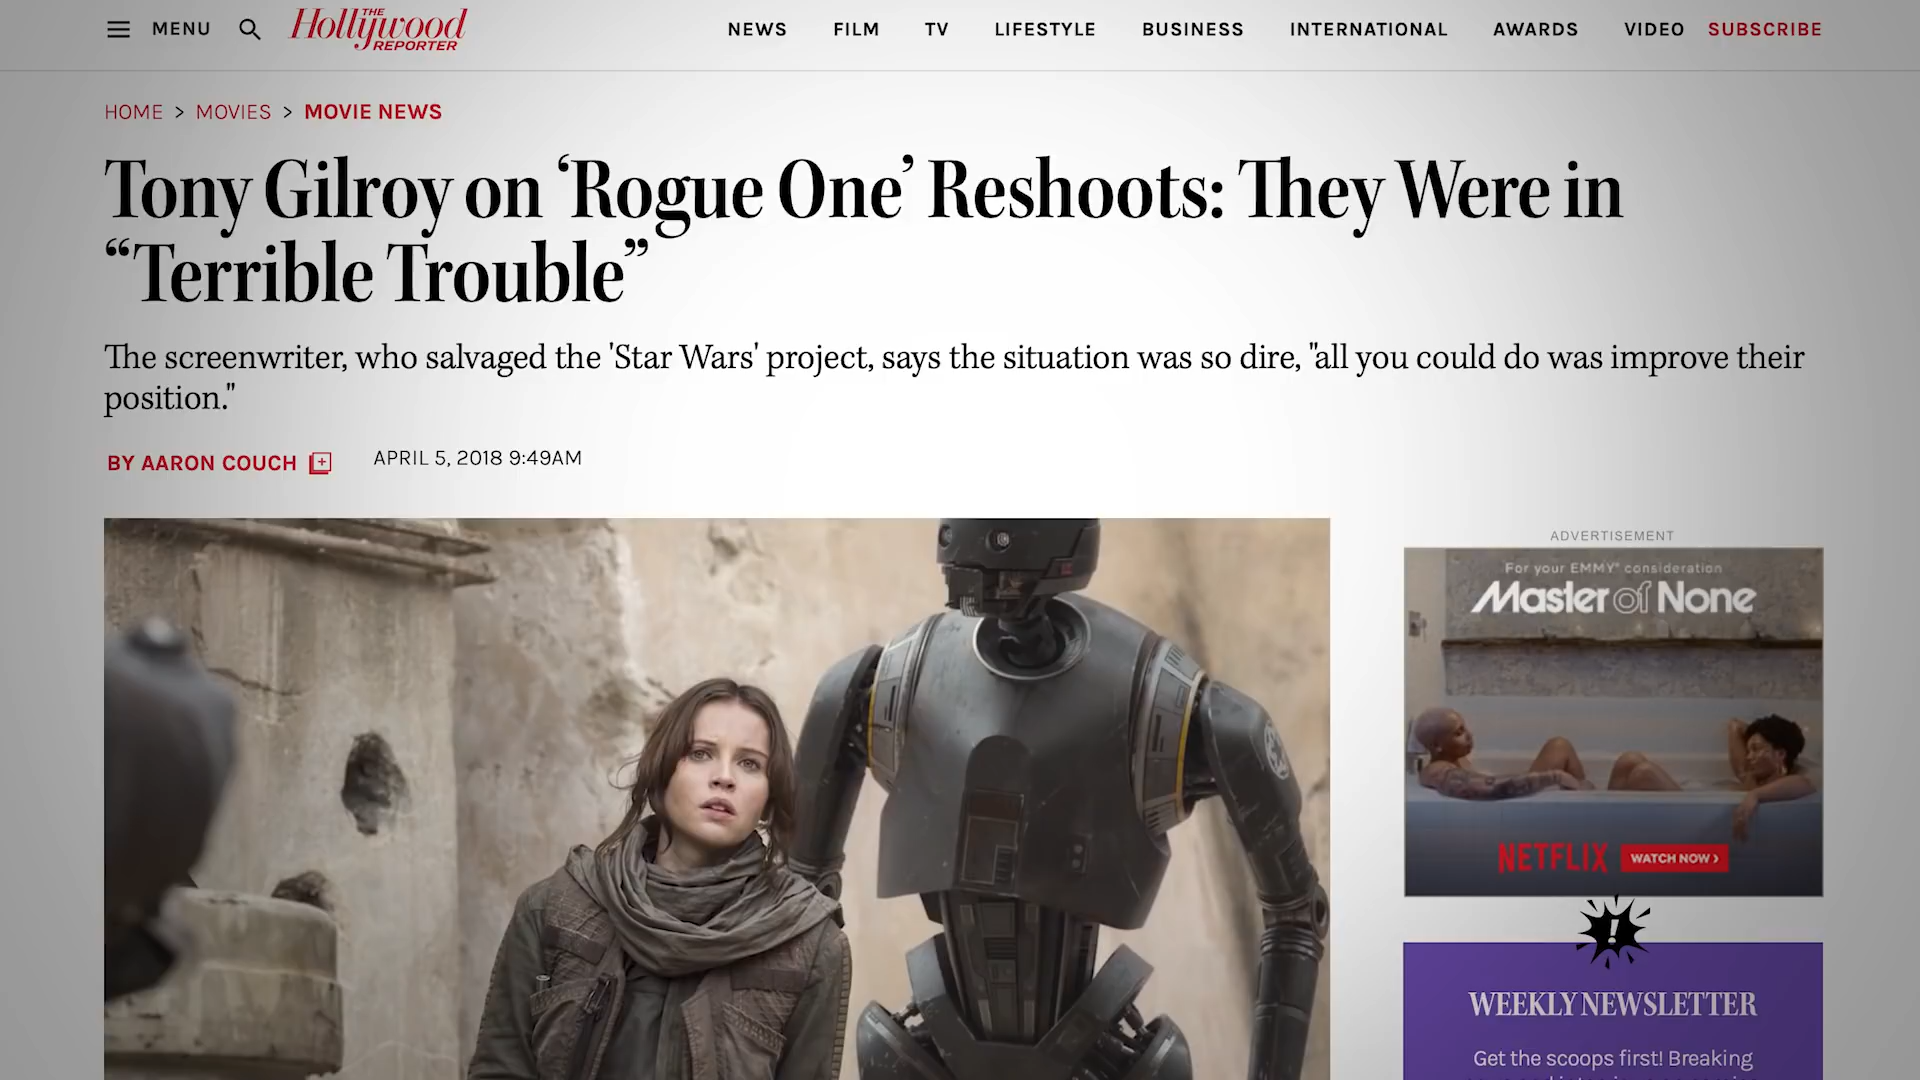 MENU
THE
Hollywood
REPORTER
NEWS
FILM
TV
LIFESTYLE
BUSINESS
INTERNATIONAL
AWARDS
VIDEO
SUBSCRIBE
HOME > MOVIES > MOVIE NEWS
Tony Gilroy on ‘Rogue One’ Reshoots: They Were in
“Terrible Trouble”
The screenwriter, who salvaged the 'Star Wars' project, says the situation was so dire, "all you could do was improve their
position."
BY AARON COUCH
APRIL 5, 2018 9:49AM
ADVERTISEMENT
For your EMMY® consideration
Master of None
NETFLIX
WATCH NOW ›
!
WEEKLY NEWSLETTER
Get the scoops first! Breaking